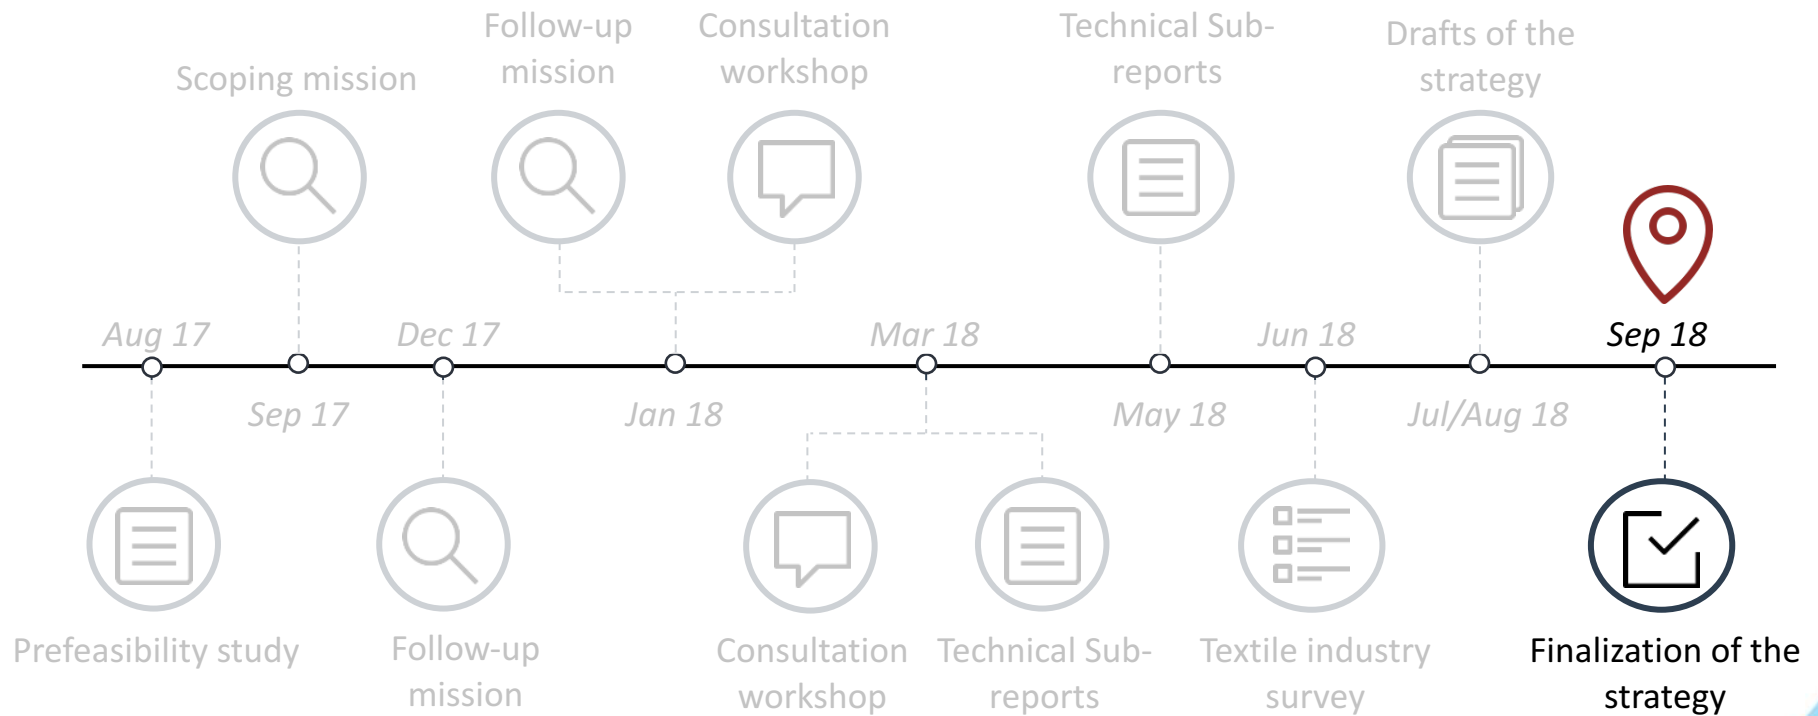 Follow-up
mission
Consultation
workshop
Technical Sub-
reports
Drafts of the
strategy
Scoping mission
Aug 17
Dec 17
Mar 18
Jun 18
Sep 18
Sep 17
Jan 18
May 18
Jul/Aug 18
Prefeasibility study
Follow-up
mission
Consultation
workshop
Technical Sub-
reports
Textile industry
survey
Finalization of the
strategy